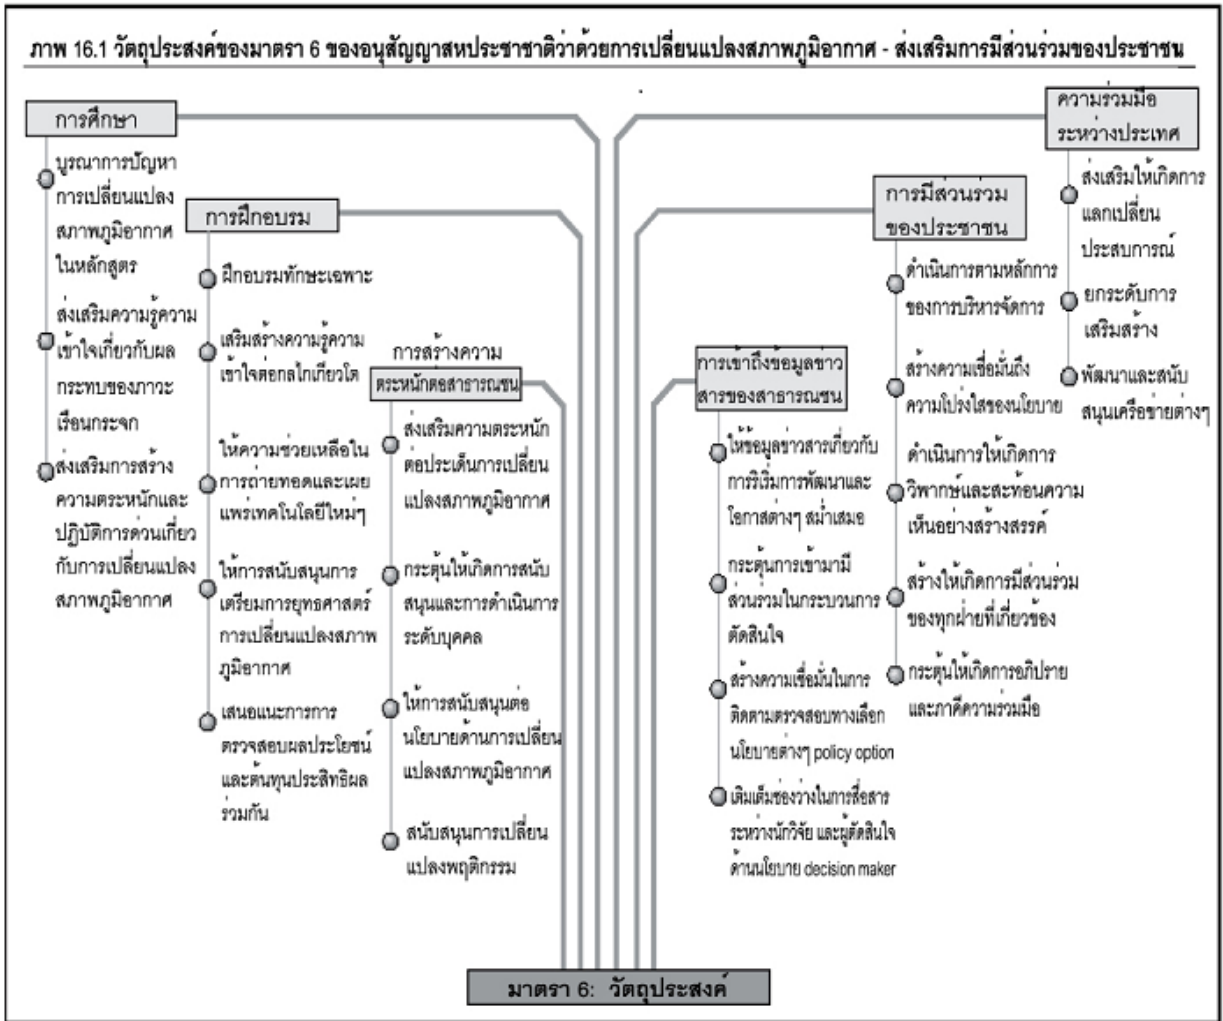 ภาพ 16.1 วัตถุประสงค์ของมาตรา 6 ของอนุสัญญาสหประชาชาติว่าด้วยการเปลี่ยนแปลงสภาพภูมิอากาศ - ส่งเสริมการมีส่วนร่วมของประชาชน
การศึกษา
บูรณาการปัญหา
การเปลี่ยนแปลง
สภาพภูมิอากาศ
ในหลักสูตร
ส่งเสริมความรู้ความ
เข้าใจเกี่ยวกับผล
กระทบของภาวะ
เรือนกระจก
ส่งเสริมการสร้าง
ความตระหนักและ
ปฏิบัติการด่วนเกี่ยว
กับการเปลี่ยนแปลง
สภาพภูมิอากาศ
การฝึกอบรม
ฝึกอบรมทักษะเฉพาะ
เสริมสร้างความรู้ความ
เข้าใจต่อกลไกเกียวโต
ให้ความช่วยเหลือใน
การถ่ายทอดและเผย
แพร่เทคโนโลยีใหม่ๆ
ให้การสนับสนุนการ
เตรียมการยุทธศาสตร์
การเปลี่ยนแปลงสภาพ
ภูมิอากาศ
เสนอแนะการการ
ตรวจสอบผลประโยชน์
และต้นทุนประสิทธิผล
ร่วมกัน
การสร้างความ
ตระหนักต่อสาธารณชน
ส่งเสริมความตระหนัก
ต่อประเด็นการเปลี่ยน
แปลงสภาพภูมิอากาศ
กระตุ้นให้เกิดการสนับ
สนุนและการดำเนินการ
ระดับบุคคล
ให้การสนับสนุนต่อ
นโยบายด้านการเปลี่ยน
แปลงสภาพภูมิอากาศ
สนับสนุนการเปลี่ยน
แปลงพฤติกรรม
การเข้าถึงข้อมูลข่าว
สารของสาธารณชน
ให้ข้อมูลข่าวสารเกี่ยวกับ
การริเริ่มการพัฒนาและ
โอกาสต่างๆ สม่ำเสมอ
กระตุ้นการเข้ามามี
ส่วนร่วมในกระบวนการ
ตัดสินใจ
สร้างความเชื่อมั่นในการ
ติดตามตรวจสอบทางเลือก
นโยบายต่างๆ policy option
เติมเต็มช่องว่างในการสื่อสาร
ระหว่างนักวิจัย และผู้ตัดสินใจ
ด้านนโยบาย decision maker
การมีส่วนร่วม
ของประชาชน
ดำเนินการตามหลักการ
ของการบริหารจัดการ
สร้างความเชื่อมั่นถึง
ความโปร่งใสของนโยบาย
ดำเนินการให้เกิดการ
วิพากษ์และสะท้อนความ
เห็นอย่างสร้างสรรค์
สร้างให้เกิดการมีส่วนร่วม
ของทุกฝ่ายที่เกี่ยวข้อง
กระตุ้นให้เกิดการอภิปราย
และภาคีความร่วมมือ
ความร่วมมือ
ระหว่างประเทศ
ส่งเสริมให้เกิดการ
แลกเปลี่ยน
ประสบการณ์
ยกระดับการ
เสริมสร้าง
พัฒนาและสนับ
สนุนเครือข่ายต่างๆ
มาตรา 6: วัตถุประสงค์